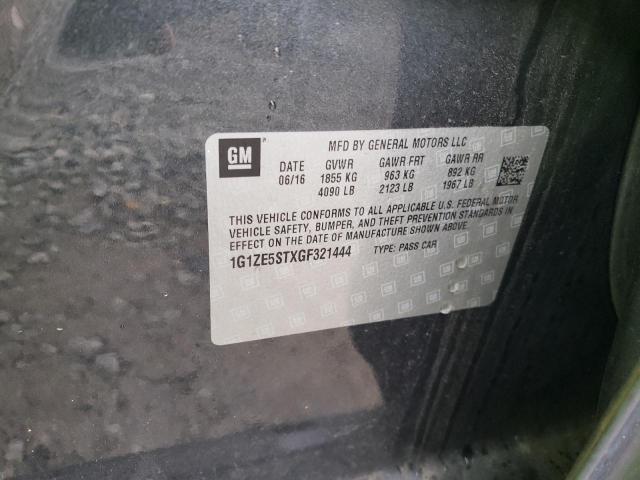 GM
MFD BY GENERAL MOTORS LLC
DATE GVWR GAWR FRT GAWR RR
06/16 1855 KG 963 KG 892 KG
4090 LB 2123 LB 1967 LB
THIS VEHICLE CONFORMS TO ALL APPLICABLE U.S. FEDERAL MOTOR
VEHICLE SAFETY, BUMPER, AND THEFT PREVENTION STANDARDS IN
EFFECT ON THE DATE OF MANUFACTURE SHOWN ABOVE.
1G1ZE5STXGF321444 TYPE: PASS CAR